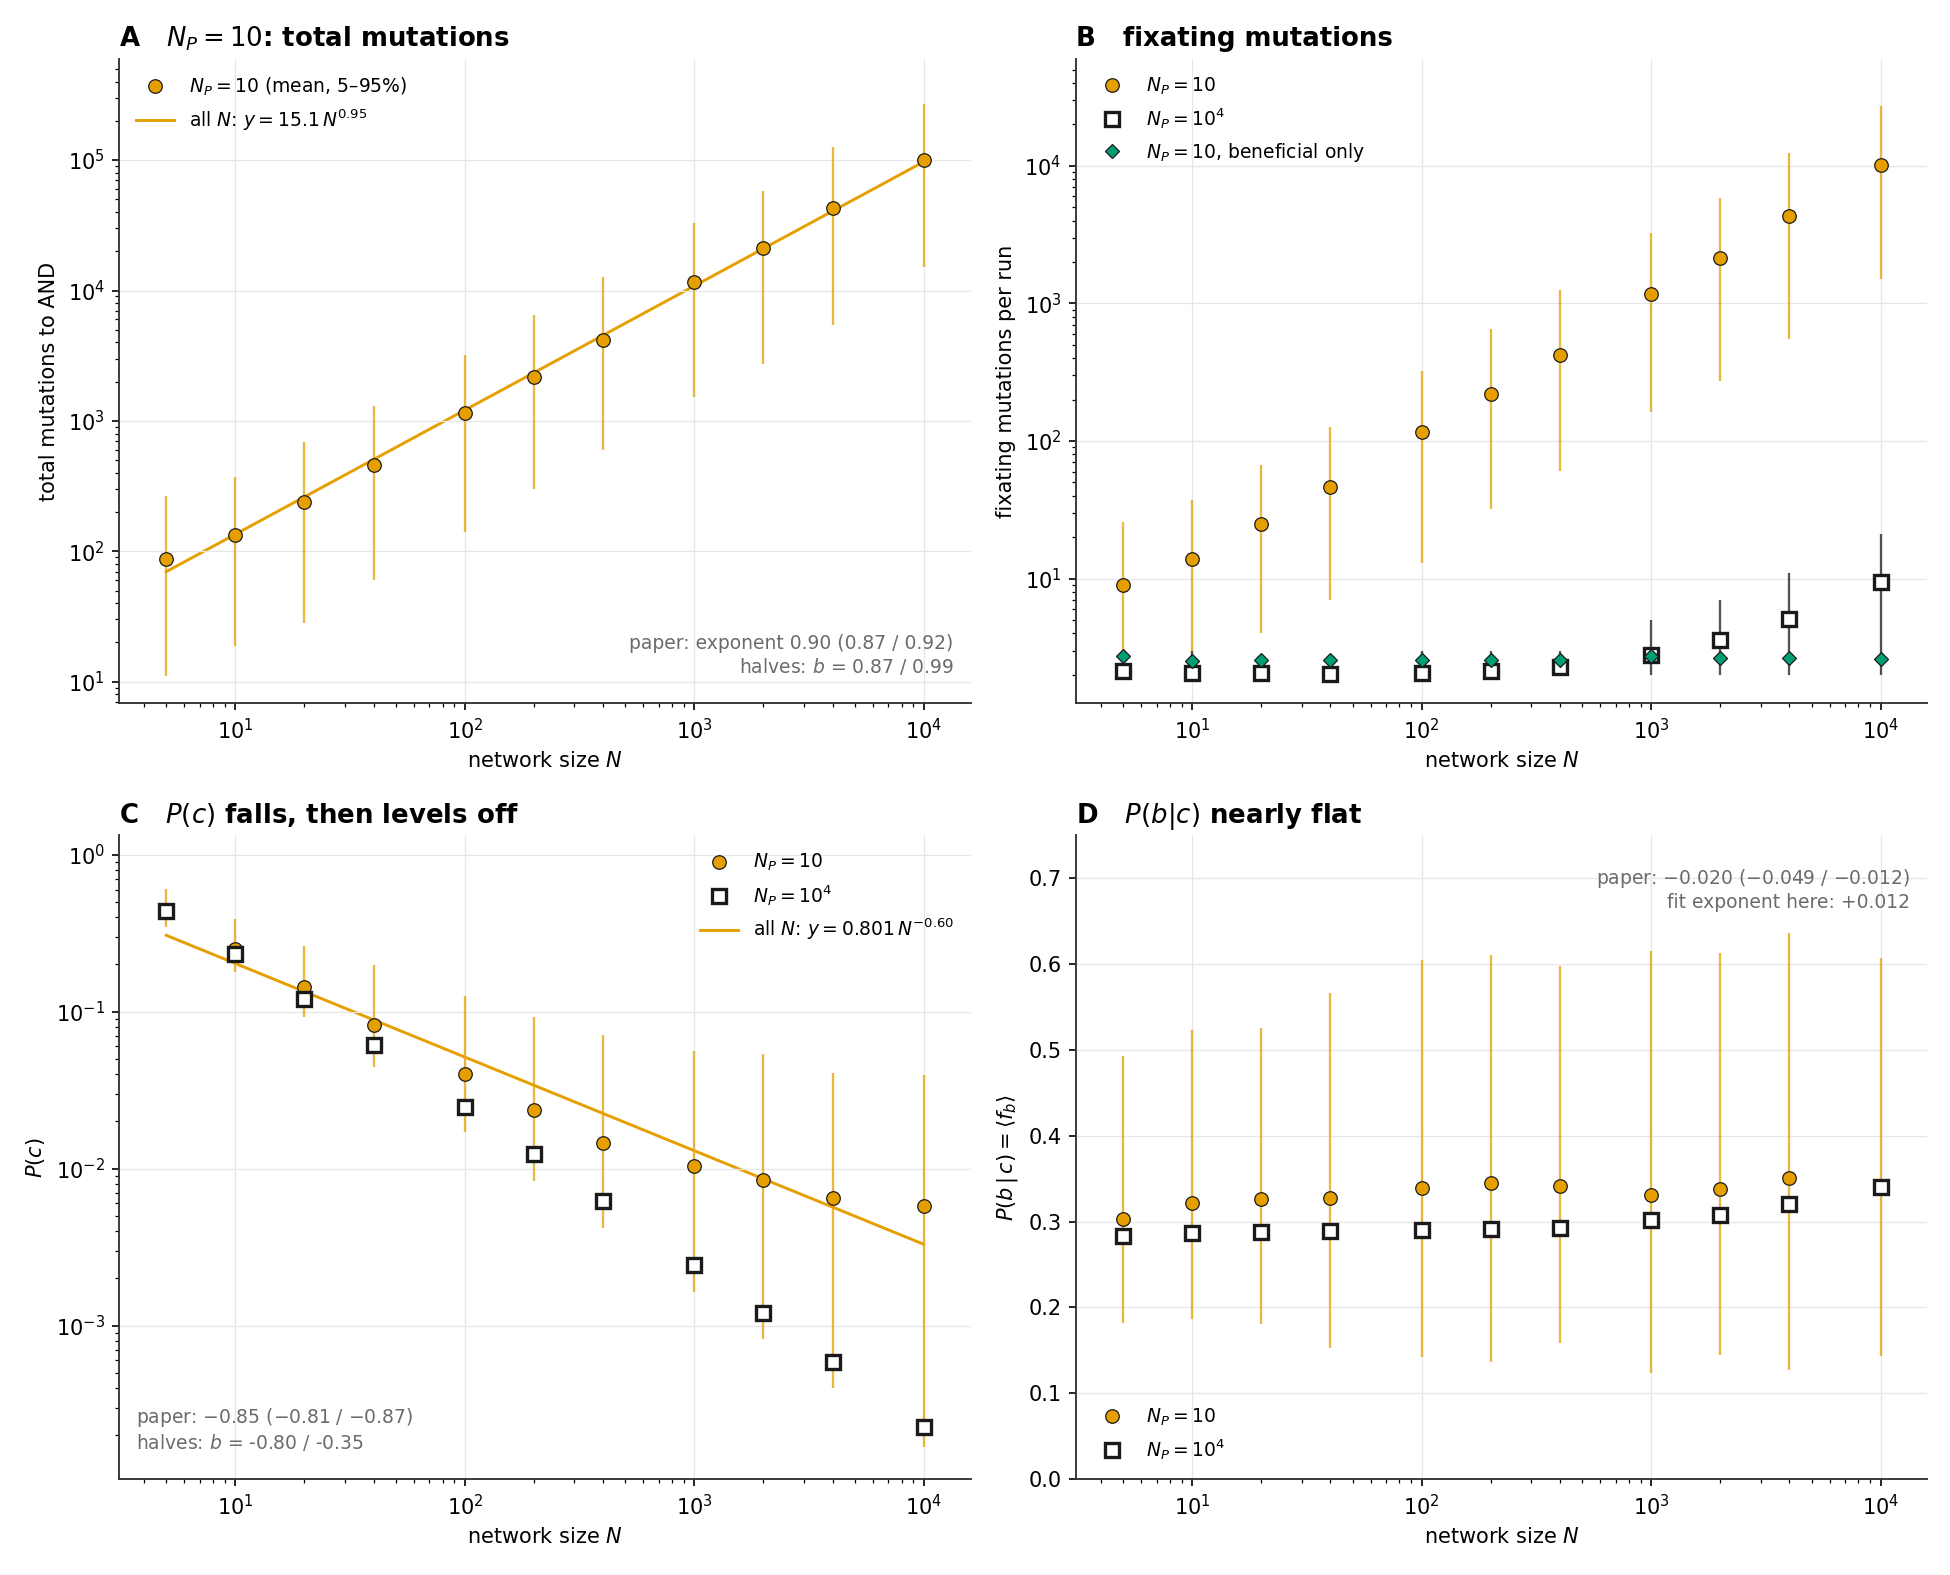 A N_P = 10: total mutations
N_P = 10 (mean, 5–95%)
all N: y = 15.1 N^0.95
10^5
10^4
10^3
10^2
10^1
total mutations to AND
paper: exponent 0.90 (0.87 / 0.92)
halves: b = 0.87 / 0.99
10^1 10^2 10^3 10^4
network size N
B fixating mutations
N_P = 10
N_P = 10^4
N_P = 10, beneficial only
10^4
10^3
10^2
10^1
fixating mutations per run
10^1 10^2 10^3 10^4
network size N
C P(c) falls, then levels off
N_P = 10
N_P = 10^4
all N: y = 0.801 N^−0.60
10^0
10^−1
10^−2
10^−3
P(c)
paper: −0.85 (−0.81 / −0.87)
halves: b = -0.80 / -0.35
10^1 10^2 10^3 10^4
network size N
D P(b|c) nearly flat
paper: −0.020 (−0.049 / −0.012)
fit exponent here: +0.012
0.7
0.6
0.5
0.4
0.3
0.2
0.1
0.0
P(b | c) = ⟨f_b⟩
N_P = 10
N_P = 10^4
10^1 10^2 10^3 10^4
network size N